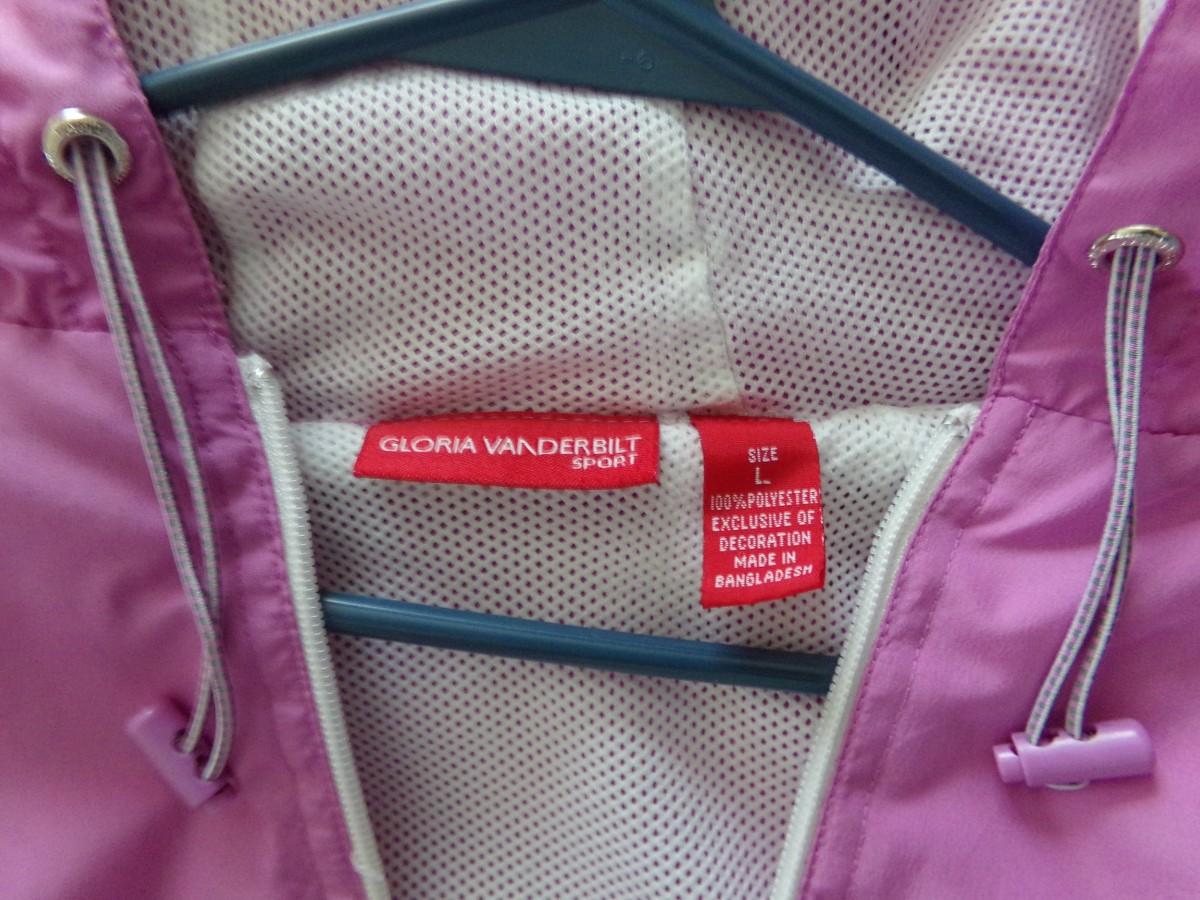 GLORIA VANDERBILT
SPORT
SIZE
L
100%POLYESTER
EXCLUSIVE OF
DECORATION
MADE IN
BANGLADESH